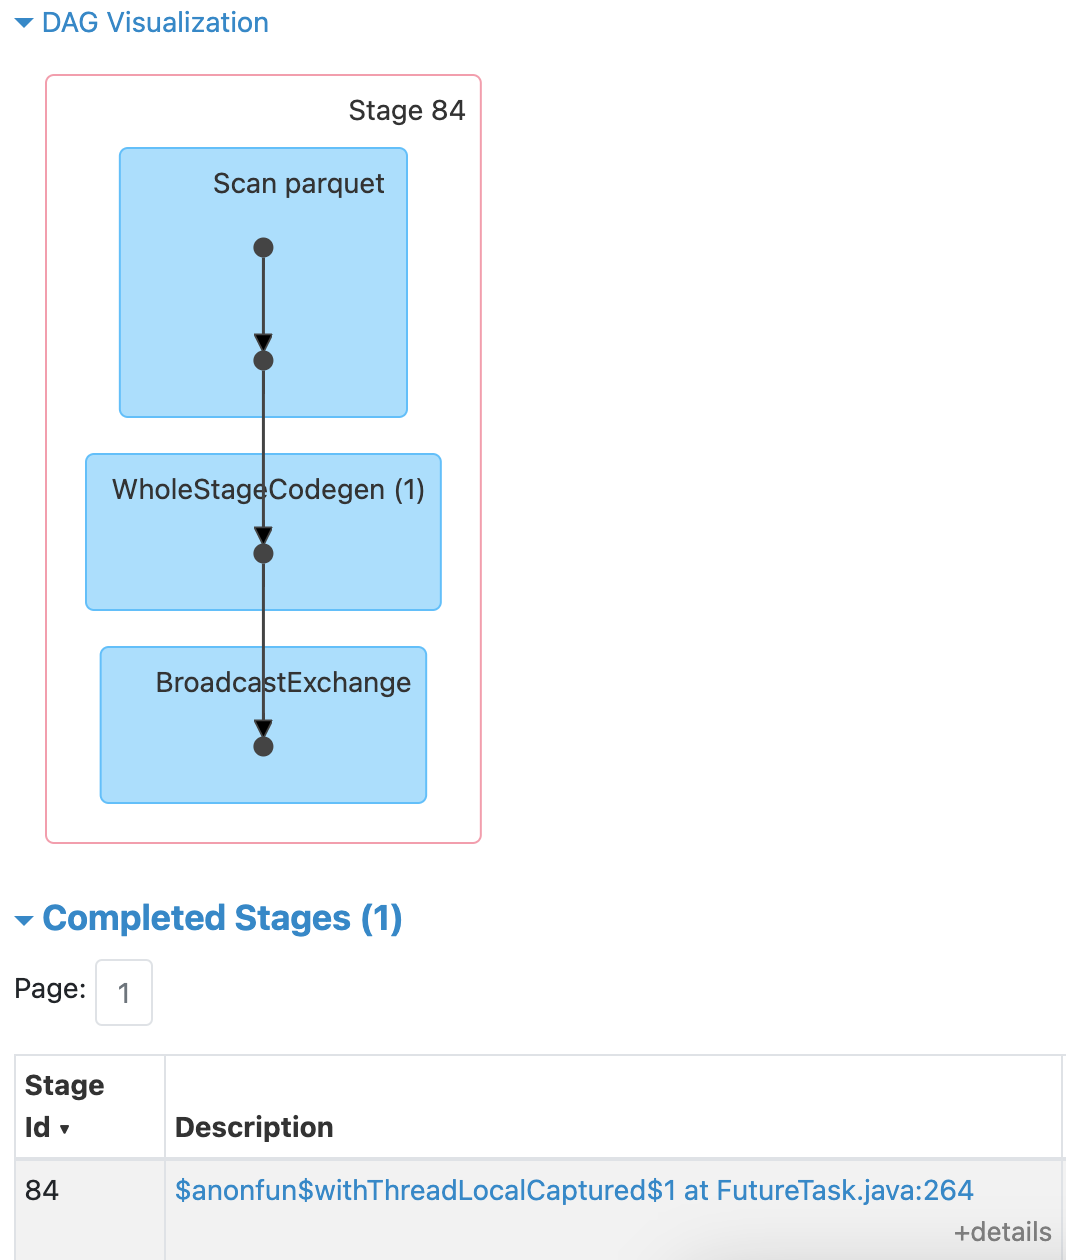 DAG Visualization
Stage 84
Scan parquet
WholeStageCodegen (1)
BroadcastExchange
Completed Stages (1)
Page: 1
Stage
Id ▾
Description
84
$anonfun$withThreadLocalCaptured$1 at FutureTask.java:264
+details